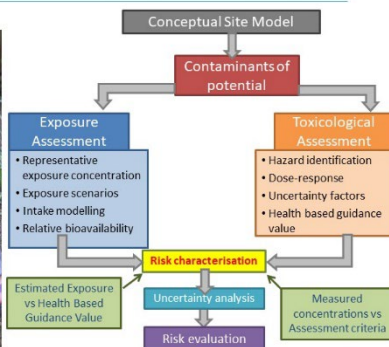 Conceptual Site Model
Contaminants of
potential
Exposure
Assessment
• Representative
exposure concentration
• Exposure scenarios
• Intake modelling
• Relative bioavailability
Toxicological
Assessment
• Hazard identification
• Dose-response
• Uncertainty factors
• Health based guidance
value
Risk characterisation
Estimated Exposure
vs Health Based
Guidance Value
Uncertainty analysis
Measured
concentrations vs
Assessment criteria
Risk evaluation